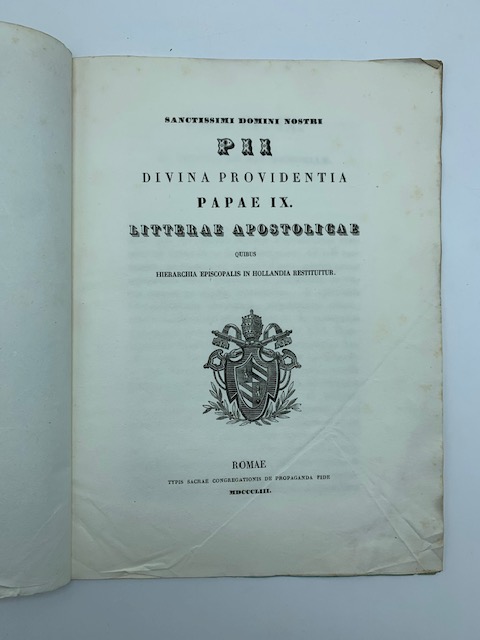 SANCTISSIMI DOMINI NOSTRI
PII
DIVINA PROVIDENTIA
PAPAE IX.
LITTERAE APOSTOLICAE
QUIBUS
HIERARCHIA EPISCOPALIS IN HOLLANDIA RESTITUITUR.
ROMAE
TYPIS SACRAE CONGREGATIONIS DE PROPAGANDA FIDE
MDCCCLIII.